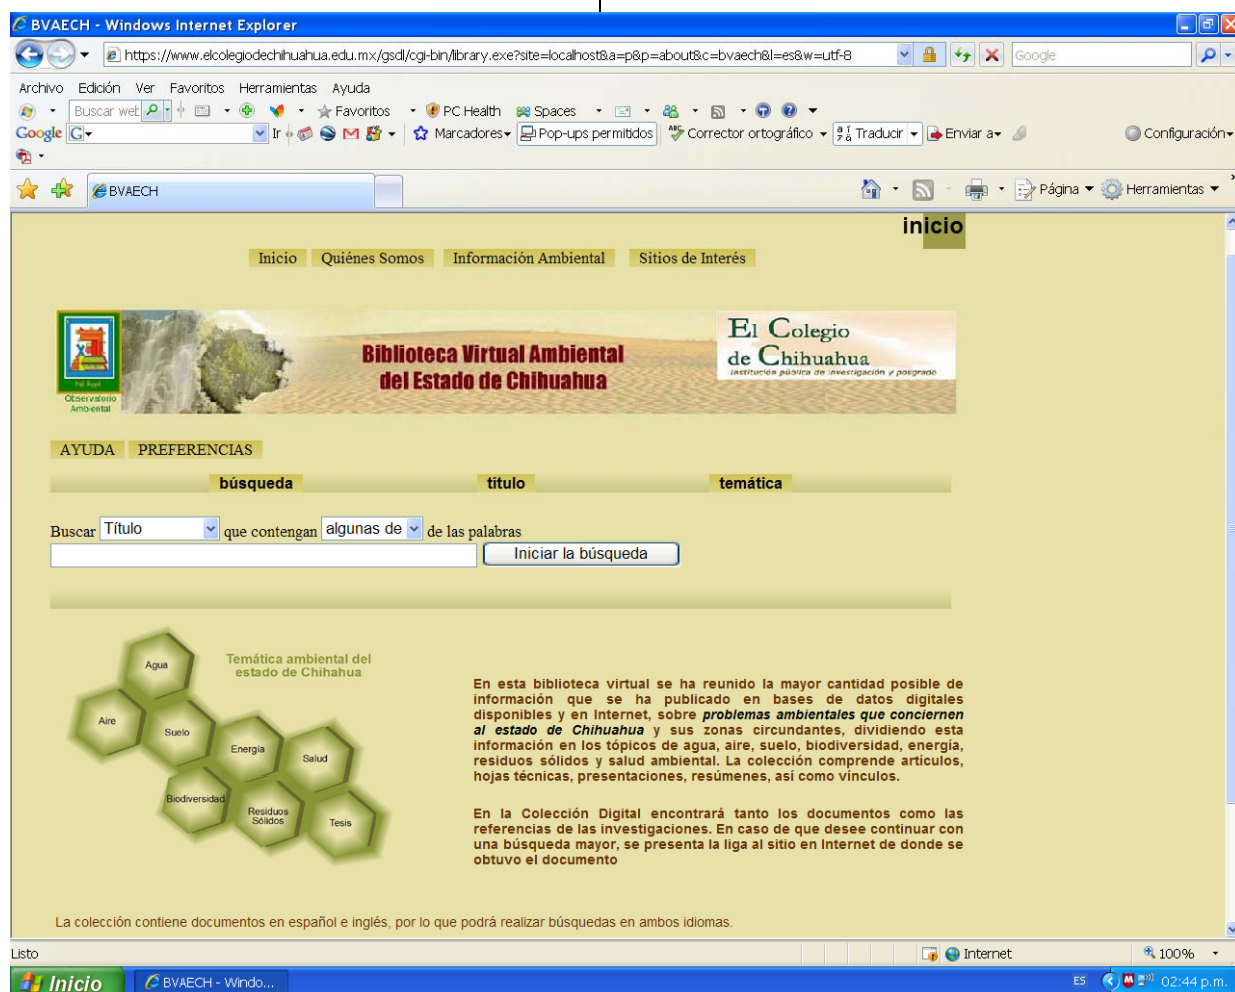 BVAECH - Windows Internet Explorer
https://www.elcolegiodechihuahua.edu.mx/gsdl/cgi-bin/library.exe?site=localhost&a=p&p=about&c=bvaech&l=es&w=utf-8
Google
Archivo Edición Ver Favoritos Herramientas Ayuda
Buscar web Favoritos PC Health Spaces
Google G Ir Marcadores Pop-ups permitidos Corrector ortográfico Traducir Enviar a Configuración
BVAECH Página Herramientas
inicio
Inicio Quiénes Somos Información Ambiental Sitios de Interés
Observatorio
Ambiental
Biblioteca Virtual Ambiental
del Estado de Chihuahua
El Colegio
de Chihuahua
Institución pública de investigación y posgrado
AYUDA PREFERENCIAS
búsqueda título temática
Buscar Título que contengan algunas de de las palabras
Iniciar la búsqueda
Temática ambiental del
estado de Chihahua
Agua
Aire
Suelo
Energía
Salud
Biodiversidad
Residuos
Sólidos
Tesis
En esta biblioteca virtual se ha reunido la mayor cantidad posible de
información que se ha publicado en bases de datos digitales
disponibles y en Internet, sobre problemas ambientales que conciernen
al estado de Chihuahua y sus zonas circundantes, dividiendo esta
información en los tópicos de agua, aire, suelo, biodiversidad, energía,
residuos sólidos y salud ambiental. La colección comprende artículos,
hojas técnicas, presentaciones, resúmenes, así como vínculos.
En la Colección Digital encontrará tanto los documentos como las
referencias de las investigaciones. En caso de que desee continuar con
una búsqueda mayor, se presenta la liga al sitio en Internet de donde se
obtuvo el documento
La colección contiene documentos en español e inglés, por lo que podrá realizar búsquedas en ambos idiomas.
Listo Internet 100%
Inicio BVAECH - Windo... ES 02:44 p.m.